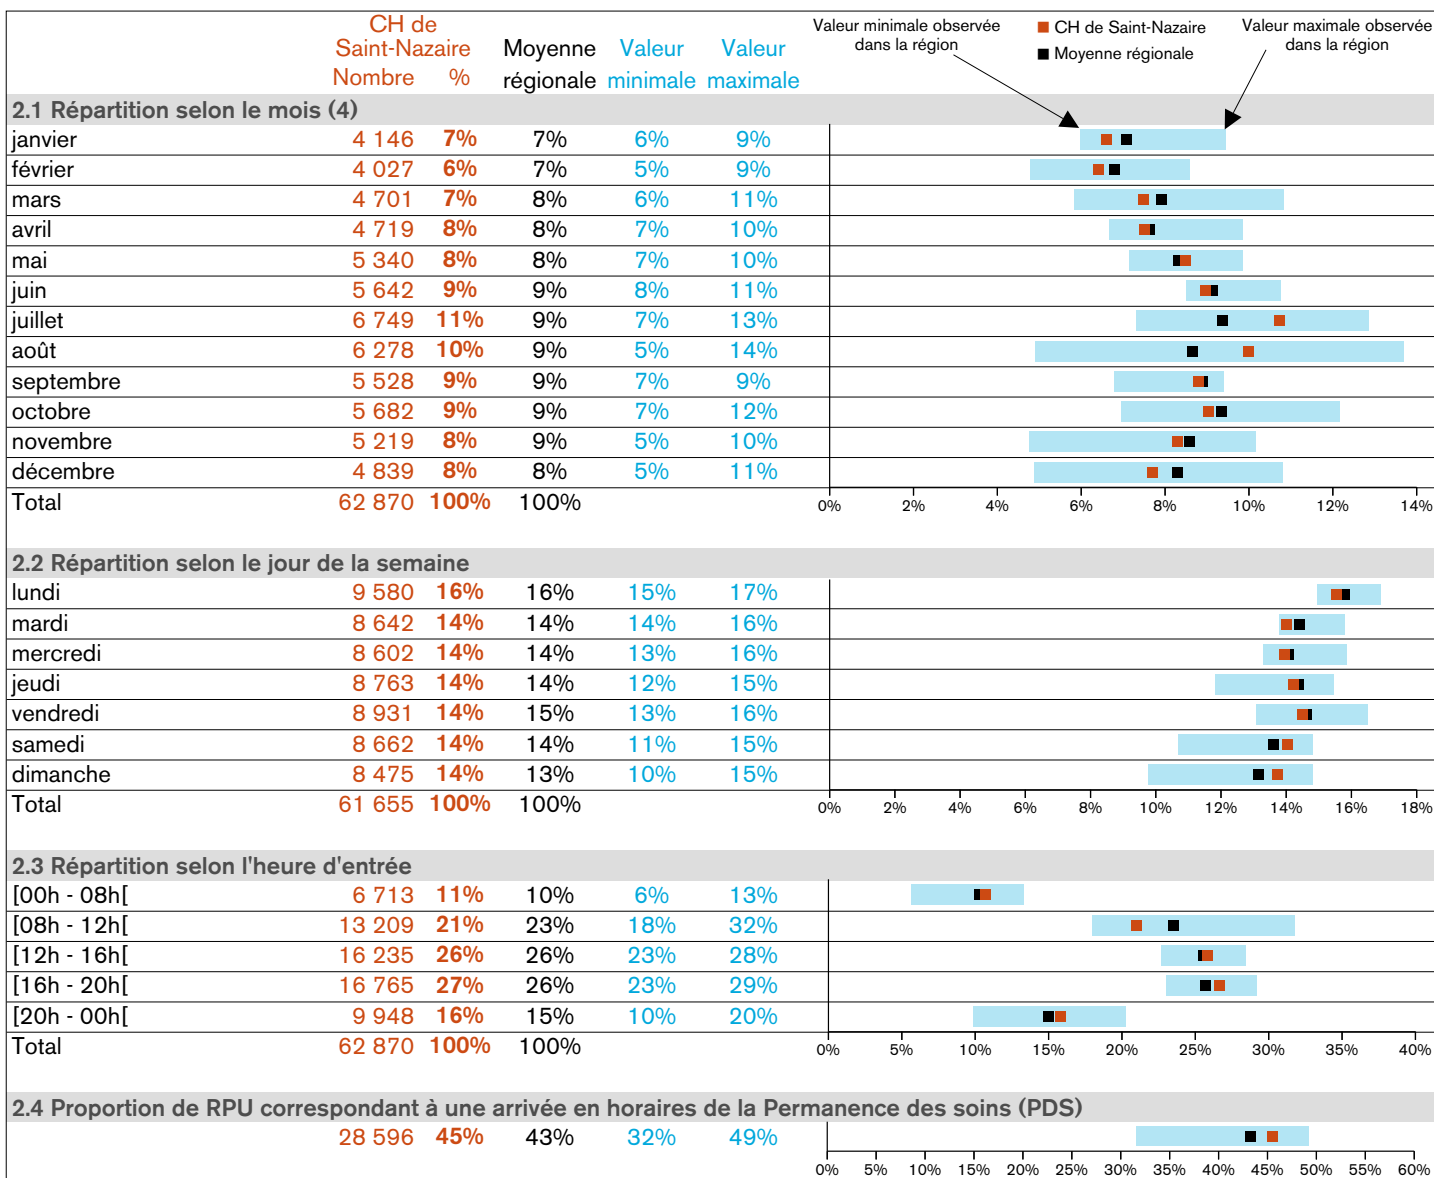 CH de
Saint-Nazaire Moyenne Valeur Valeur
Nombre % régionale minimale maximale
Valeur minimale observée dans la région
CH de Saint-Nazaire
Moyenne régionale
Valeur maximale observée dans la région
2.1 Répartition selon le mois (4)
janvier 4 146 7% 7% 6% 9%
février 4 027 6% 7% 5% 9%
mars 4 701 7% 8% 6% 11%
avril 4 719 8% 8% 7% 10%
mai 5 340 8% 8% 7% 10%
juin 5 642 9% 9% 8% 11%
juillet 6 749 11% 9% 7% 13%
août 6 278 10% 9% 5% 14%
septembre 5 528 9% 9% 7% 9%
octobre 5 682 9% 9% 7% 12%
novembre 5 219 8% 9% 5% 10%
décembre 4 839 8% 8% 5% 11%
Total 62 870 100% 100%
0% 2% 4% 6% 8% 10% 12% 14%
2.2 Répartition selon le jour de la semaine
lundi 9 580 16% 16% 15% 17%
mardi 8 642 14% 14% 14% 16%
mercredi 8 602 14% 14% 13% 16%
jeudi 8 763 14% 14% 12% 15%
vendredi 8 931 14% 15% 13% 16%
samedi 8 662 14% 14% 11% 15%
dimanche 8 475 14% 13% 10% 15%
Total 61 655 100% 100%
0% 2% 4% 6% 8% 10% 12% 14% 16% 18%
2.3 Répartition selon l'heure d'entrée
[00h - 08h[ 6 713 11% 10% 6% 13%
[08h - 12h[ 13 209 21% 23% 18% 32%
[12h - 16h[ 16 235 26% 26% 23% 28%
[16h - 20h[ 16 765 27% 26% 23% 29%
[20h - 00h[ 9 948 16% 15% 10% 20%
Total 62 870 100% 100%
0% 5% 10% 15% 20% 25% 30% 35% 40%
2.4 Proportion de RPU correspondant à une arrivée en horaires de la Permanence des soins (PDS)
28 596 45% 43% 32% 49%
0% 5% 10% 15% 20% 25% 30% 35% 40% 45% 50% 55% 60%